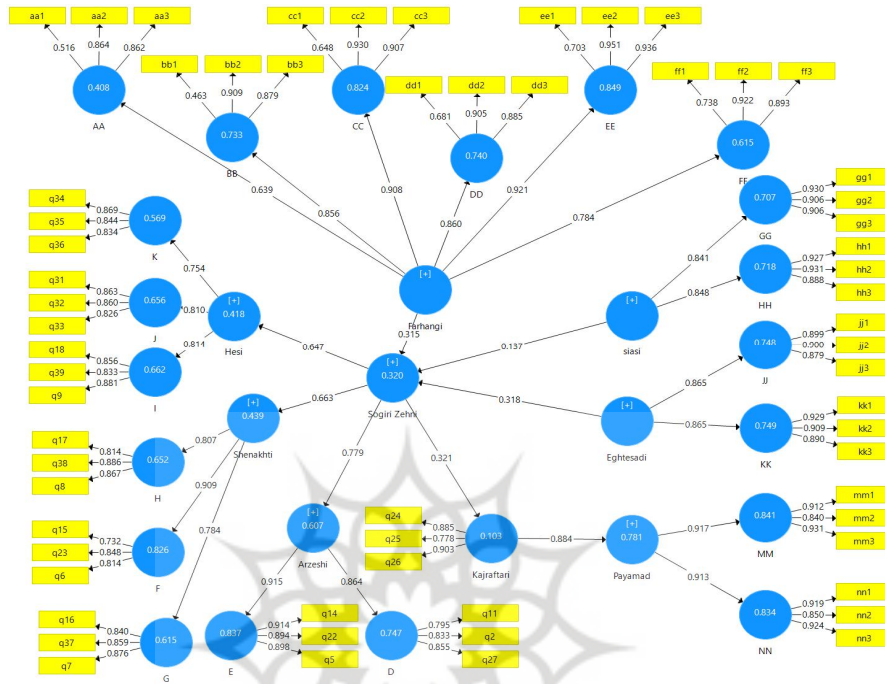 aa1 aa2 aa3
0.516 0.864 0.862
0.408
AA
bb1 bb2 bb3
0.463 0.909 0.879
0.733
BB
cc1 cc2 cc3
0.648 0.930 0.907
0.824
CC
dd1 dd2 dd3
0.681 0.905 0.885
0.740
DD
ee1 ee2 ee3
0.703 0.951 0.936
0.849
EE
ff1 ff2 ff3
0.738 0.922 0.893
0.615
FF
0.639 0.856 0.908 0.860 0.921 0.784
[+]
Farhangi
0.315
gg1
gg2
gg3
0.930
0.906
0.906
0.707
GG
hh1
hh2
hh3
0.927
0.931
0.888
0.718
HH
0.841
0.848
[+]
siasi
0.137
jj1
jj2
jj3
0.899
0.900
0.879
0.748
JJ
kk1
kk2
kk3
0.929
0.909
0.890
0.749
KK
0.865
0.865
[+]
Eghtesadi
0.318
q34
q35
q36
0.869
0.844
0.834
0.569
K
q31
q32
q33
0.863
0.860
0.826
0.656
J
q18
q39
q9
0.856
0.833
0.881
0.662
I
0.754
0.810
0.814
[+]
0.418
Hesi
0.647
[+]
0.320
Sogiri Zehni
0.663
[+]
0.439
Shenakhti
q17
q38
q8
0.814
0.886
0.867
0.652
H
q15
q23
q6
0.732
0.848
0.814
0.826
F
q16
q37
q7
0.840
0.859
0.876
0.615
G
0.807
0.909
0.784
0.779
0.321
[+]
0.607
Arzeshi
0.915
0.864
0.837
E
q14
q22
q5
0.914
0.894
0.898
0.747
D
q11
q2
q27
0.795
0.833
0.855
q24
q25
q26
0.885
0.778
0.903
0.103
Kajraftari
0.884
[+]
0.781
Payamad
0.917
0.913
0.841
MM
mm1
mm2
mm3
0.912
0.840
0.931
0.834
NN
nn1
nn2
nn3
0.919
0.850
0.924